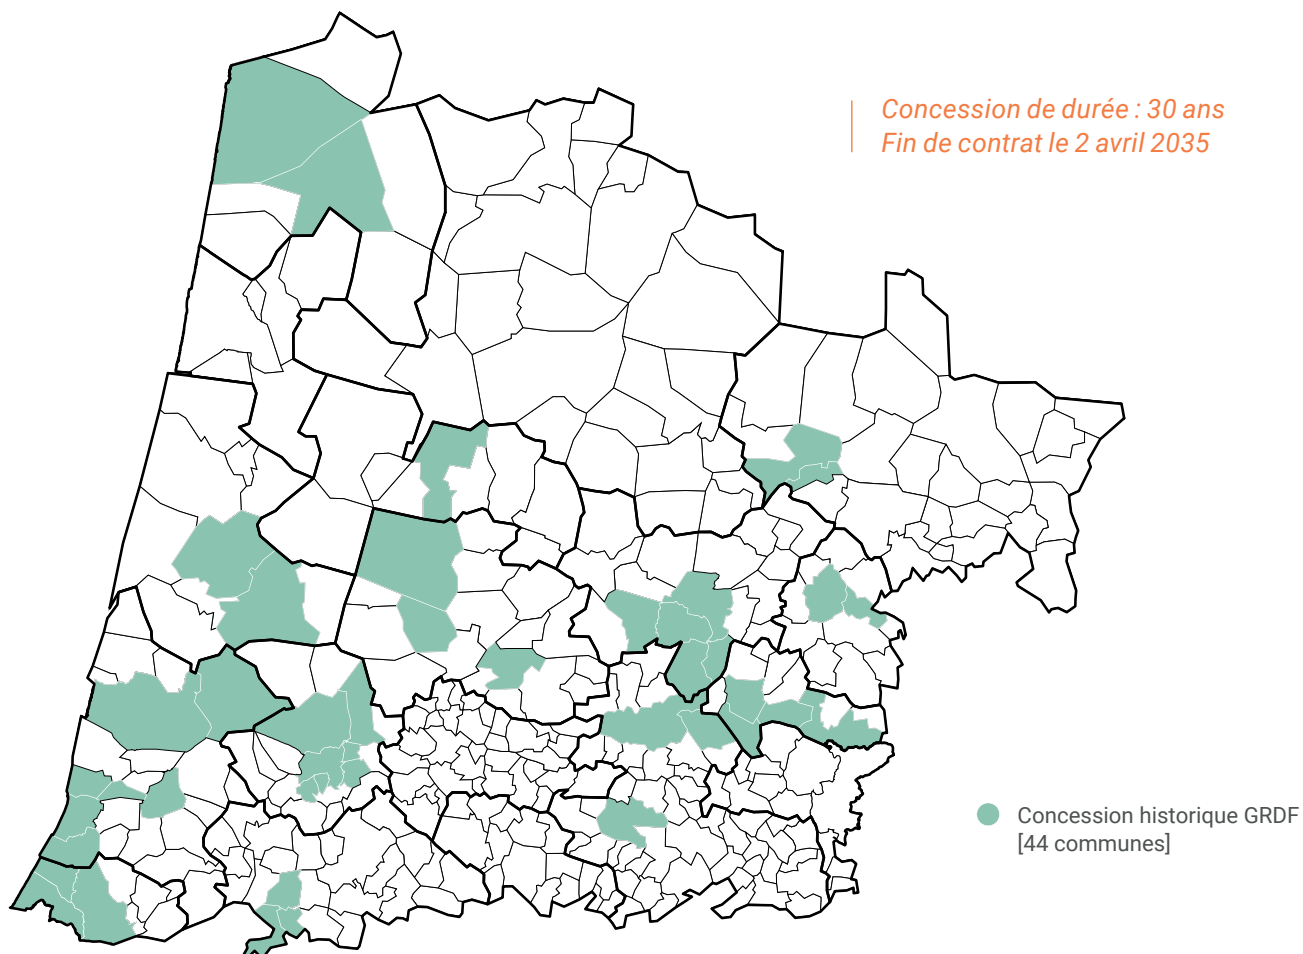 Concession de durée : 30 ans
Fin de contrat le 2 avril 2035
Concession historique GRDF
[44 communes]